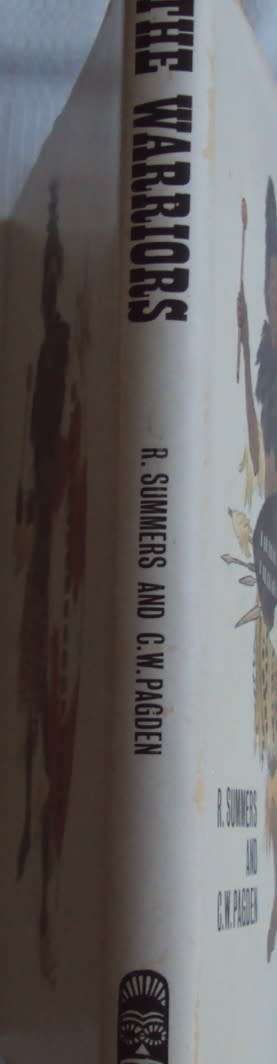 THE WARRIORS
R. SUMMERS AND C.W. PAGDEN
R. SUMMERS
AND
C.W. PAGDEN